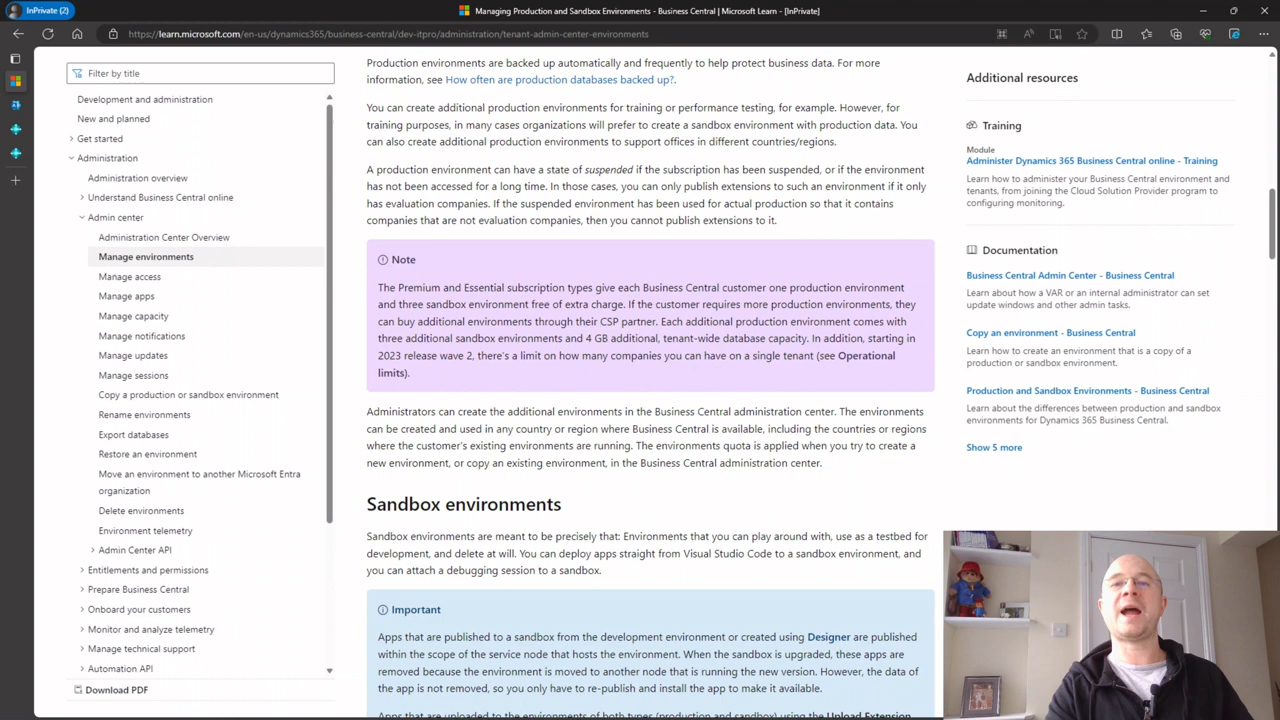 InPrivate (2)
Managing Production and Sandbox Environments - Business Central | Microsoft Learn - [InPrivate]
https://learn.microsoft.com/en-us/dynamics365/business-central/dev-itpro/administration/tenant-admin-center-environments
Filter by title
Development and administration
New and planned
Get started
Administration
Administration overview
Understand Business Central online
Admin center
Administration Center Overview
Manage environments
Manage access
Manage apps
Manage capacity
Manage notifications
Manage updates
Manage sessions
Copy a production or sandbox environment
Rename environments
Export databases
Restore an environment
Move an environment to another Microsoft Entra
organization
Delete environments
Environment telemetry
Admin Center API
Entitlements and permissions
Prepare Business Central
Onboard your customers
Monitor and analyze telemetry
Manage technical support
Automation API
Download PDF
Production environments are backed up automatically and frequently to help protect business data. For more
information, see How often are production databases backed up?.
You can create additional production environments for training or performance testing, for example. However, for
training purposes, in many cases organizations will prefer to create a sandbox environment with production data. You
can also create additional production environments to support offices in different countries/regions.
A production environment can have a state of suspended if the subscription has been suspended, or if the environment
has not been accessed for a long time. In those cases, you can only publish extensions to such an environment if it only
has evaluation companies. If the suspended environment has been used for actual production so that it contains
companies that are not evaluation companies, then you cannot publish extensions to it.
Note
The Premium and Essential subscription types give each Business Central customer one production environment
and three sandbox environment free of extra charge. If the customer requires more production environments, they
can buy additional environments through their CSP partner. Each additional production environment comes with
three additional sandbox environments and 4 GB additional, tenant-wide database capacity. In addition, starting in
2023 release wave 2, there's a limit on how many companies you can have on a single tenant (see Operational
limits).
Administrators can create the additional environments in the Business Central administration center. The environments
can be created and used in any country or region where Business Central is available, including the countries or regions
where the customer's existing environments are running. The environments quota is applied when you try to create a
new environment, or copy an existing environment, in the Business Central administration center.
Sandbox environments
Sandbox environments are meant to be precisely that: Environments that you can play around with, use as a testbed for
development, and delete at will. You can deploy apps straight from Visual Studio Code to a sandbox environment, and
you can attach a debugging session to a sandbox.
Important
Apps that are published to a sandbox from the development environment or created using Designer are published
within the scope of the service node that hosts the environment. When the sandbox is upgraded, these apps are
removed because the environment is moved to another node that is running the new version. However, the data of
the app is not removed, so you only have to re-publish and install the app to make it available.
Apps that are uploaded to the environments of both types (production and sandbox) using the Upload Extension
Additional resources
Training
Module
Administer Dynamics 365 Business Central online - Training
Learn how to administer your Business Central environment and
tenants, from joining the Cloud Solution Provider program to
configuring monitoring.
Documentation
Business Central Admin Center - Business Central
Learn about how a VAR or an internal administrator can set
update windows and other admin tasks.
Copy an environment - Business Central
Learn how to create an environment that is a copy of a
production or sandbox environment.
Production and Sandbox Environments - Business Central
Learn about the differences between production and sandbox
environments for Dynamics 365 Business Central.
Show 5 more